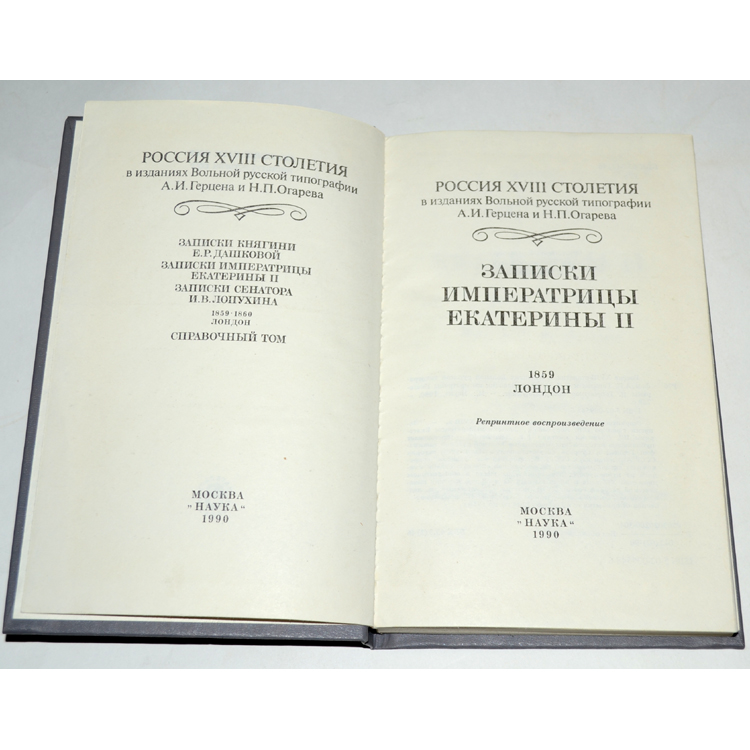 РОССИЯ XVIII СТОЛЕТИЯ
в изданиях Вольной русской типографии
А.И.Герцена и Н.П.Огарева
ЗАПИСКИ КНЯГИНИ
Е.Р.ДАШКОВОЙ
ЗАПИСКИ ИМПЕРАТРИЦЫ
ЕКАТЕРИНЫ II
ЗАПИСКИ СЕНАТОРА
И.В.ЛОПУХИНА
1859-1860
ЛОНДОН
СПРАВОЧНЫЙ ТОМ
МОСКВА
"НАУКА"
1990
РОССИЯ XVIII СТОЛЕТИЯ
в изданиях Вольной русской типографии
А.И.Герцена и Н.П.Огарева
ЗАПИСКИ
ИМПЕРАТРИЦЫ
ЕКАТЕРИНЫ II
1859
ЛОНДОН
Репринтное воспроизведение
МОСКВА
"НАУКА"
1990